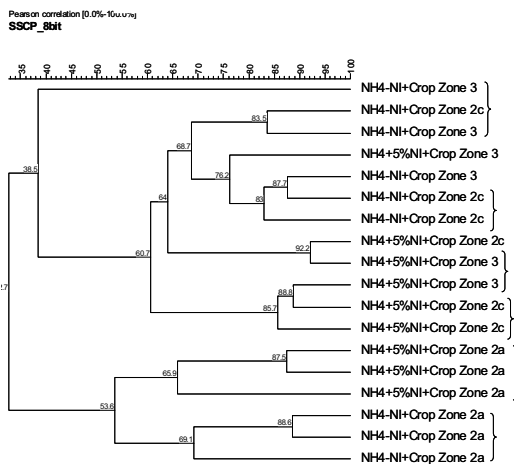 Pearson correlation [0.0%-100.0%]
SSCP_8bit
35 40 45 50 55 60 65 70 75 80 85 90 95 100
NH4-NI+Crop Zone 3
83.5 NH4-NI+Crop Zone 2c
68.7 NH4-NI+Crop Zone 3
NH4+5%NI+Crop Zone 3
38.5 76.2 87.7 NH4-NI+Crop Zone 3
64 83 NH4-NI+Crop Zone 2c
NH4-NI+Crop Zone 2c
92.2 NH4+5%NI+Crop Zone 2c
60.7 NH4+5%NI+Crop Zone 3
.7 88.8 NH4+5%NI+Crop Zone 3
85.7 NH4+5%NI+Crop Zone 2c
NH4+5%NI+Crop Zone 2c
87.5 NH4+5%NI+Crop Zone 2a
65.9 NH4+5%NI+Crop Zone 2a
NH4+5%NI+Crop Zone 2a
53.6 88.6 NH4-NI+Crop Zone 2a
69.1 NH4-NI+Crop Zone 2a
NH4-NI+Crop Zone 2a